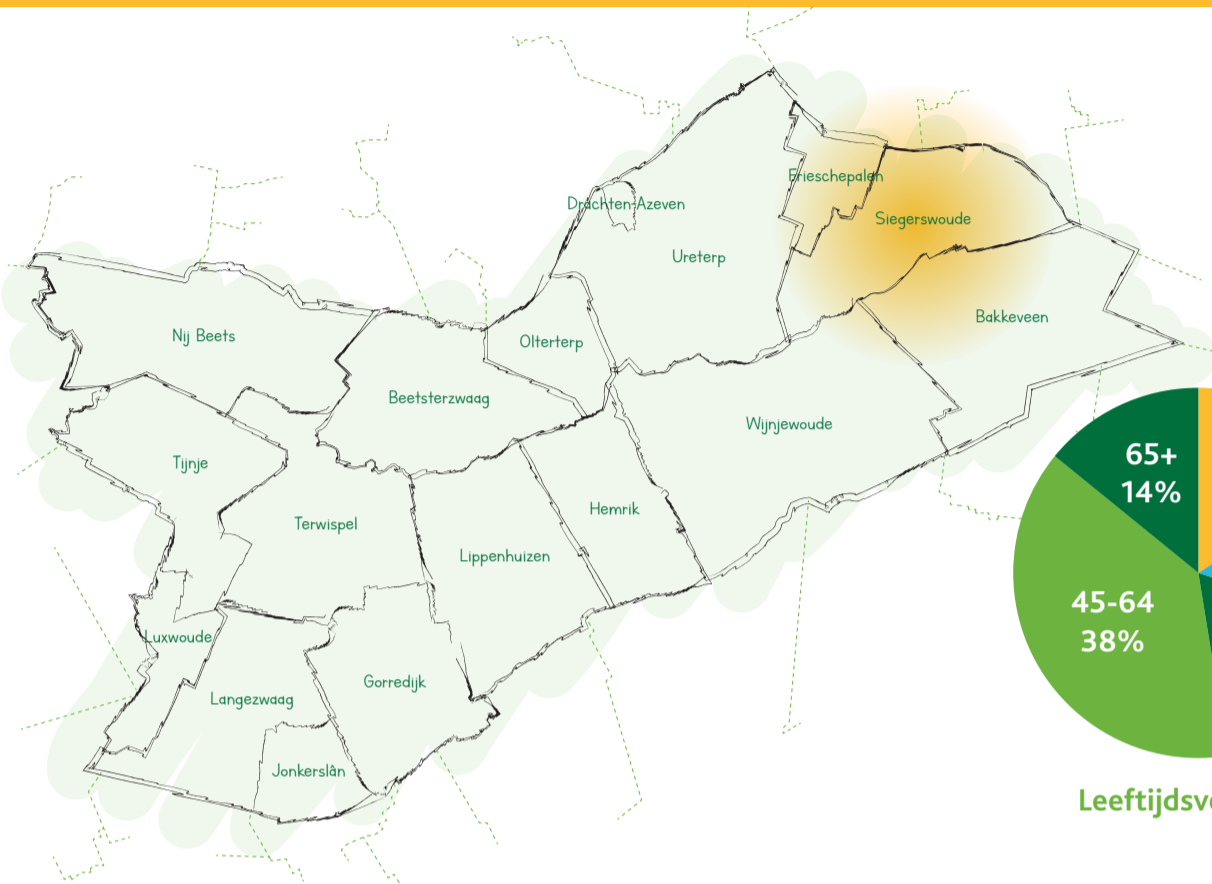 Frieschepalen
Drachten-Azeven
Siegerswoude
Ureterp
Bakkeveen
Nij Beets
Olterterp
Beetsterzwaag
Wijnjewoude
Tijnje
Terwispel
Hemrik
Lippenhuizen
Luxwoude
Langezwaag
Gorredijk
Jonkerslân
65+
14%
45-64
38%
Leeftijdsv